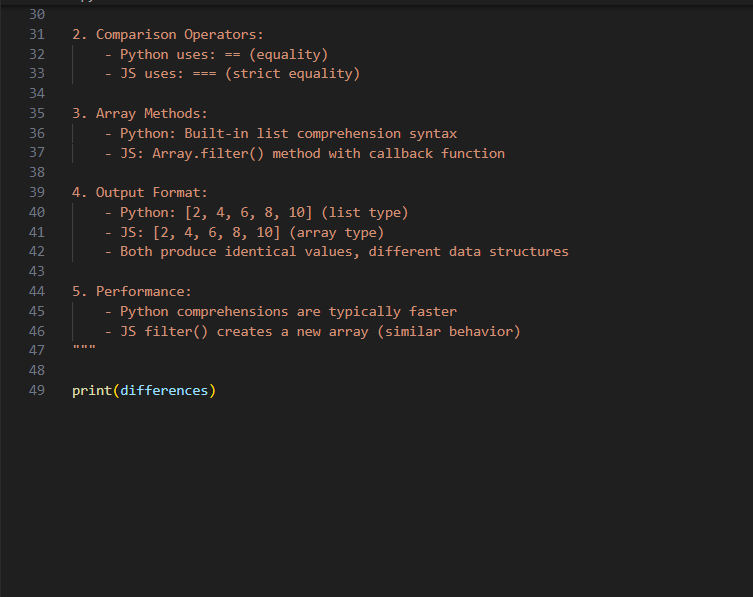 30
31 2. Comparison Operators:
32 - Python uses: == (equality)
33 - JS uses: === (strict equality)
34
35 3. Array Methods:
36 - Python: Built-in list comprehension syntax
37 - JS: Array.filter() method with callback function
38
39 4. Output Format:
40 - Python: [2, 4, 6, 8, 10] (list type)
41 - JS: [2, 4, 6, 8, 10] (array type)
42 - Both produce identical values, different data structures
43
44 5. Performance:
45 - Python comprehensions are typically faster
46 - JS filter() creates a new array (similar behavior)
47 """
48
49 print(differences)